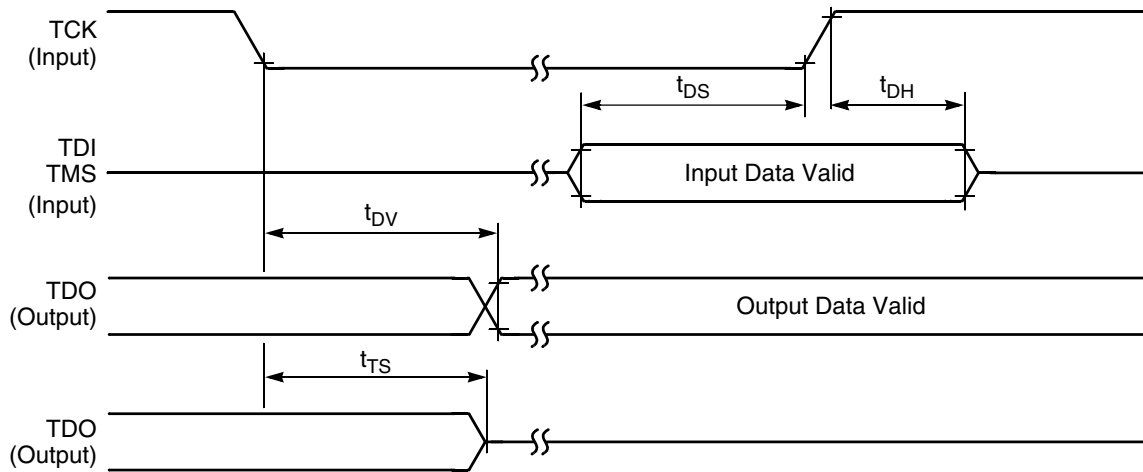 TCK
(Input)
tDS
tDH
TDI
TMS
(Input)
Input Data Valid
tDV
TDO
(Output)
Output Data Valid
tTS
TDO
(Output)